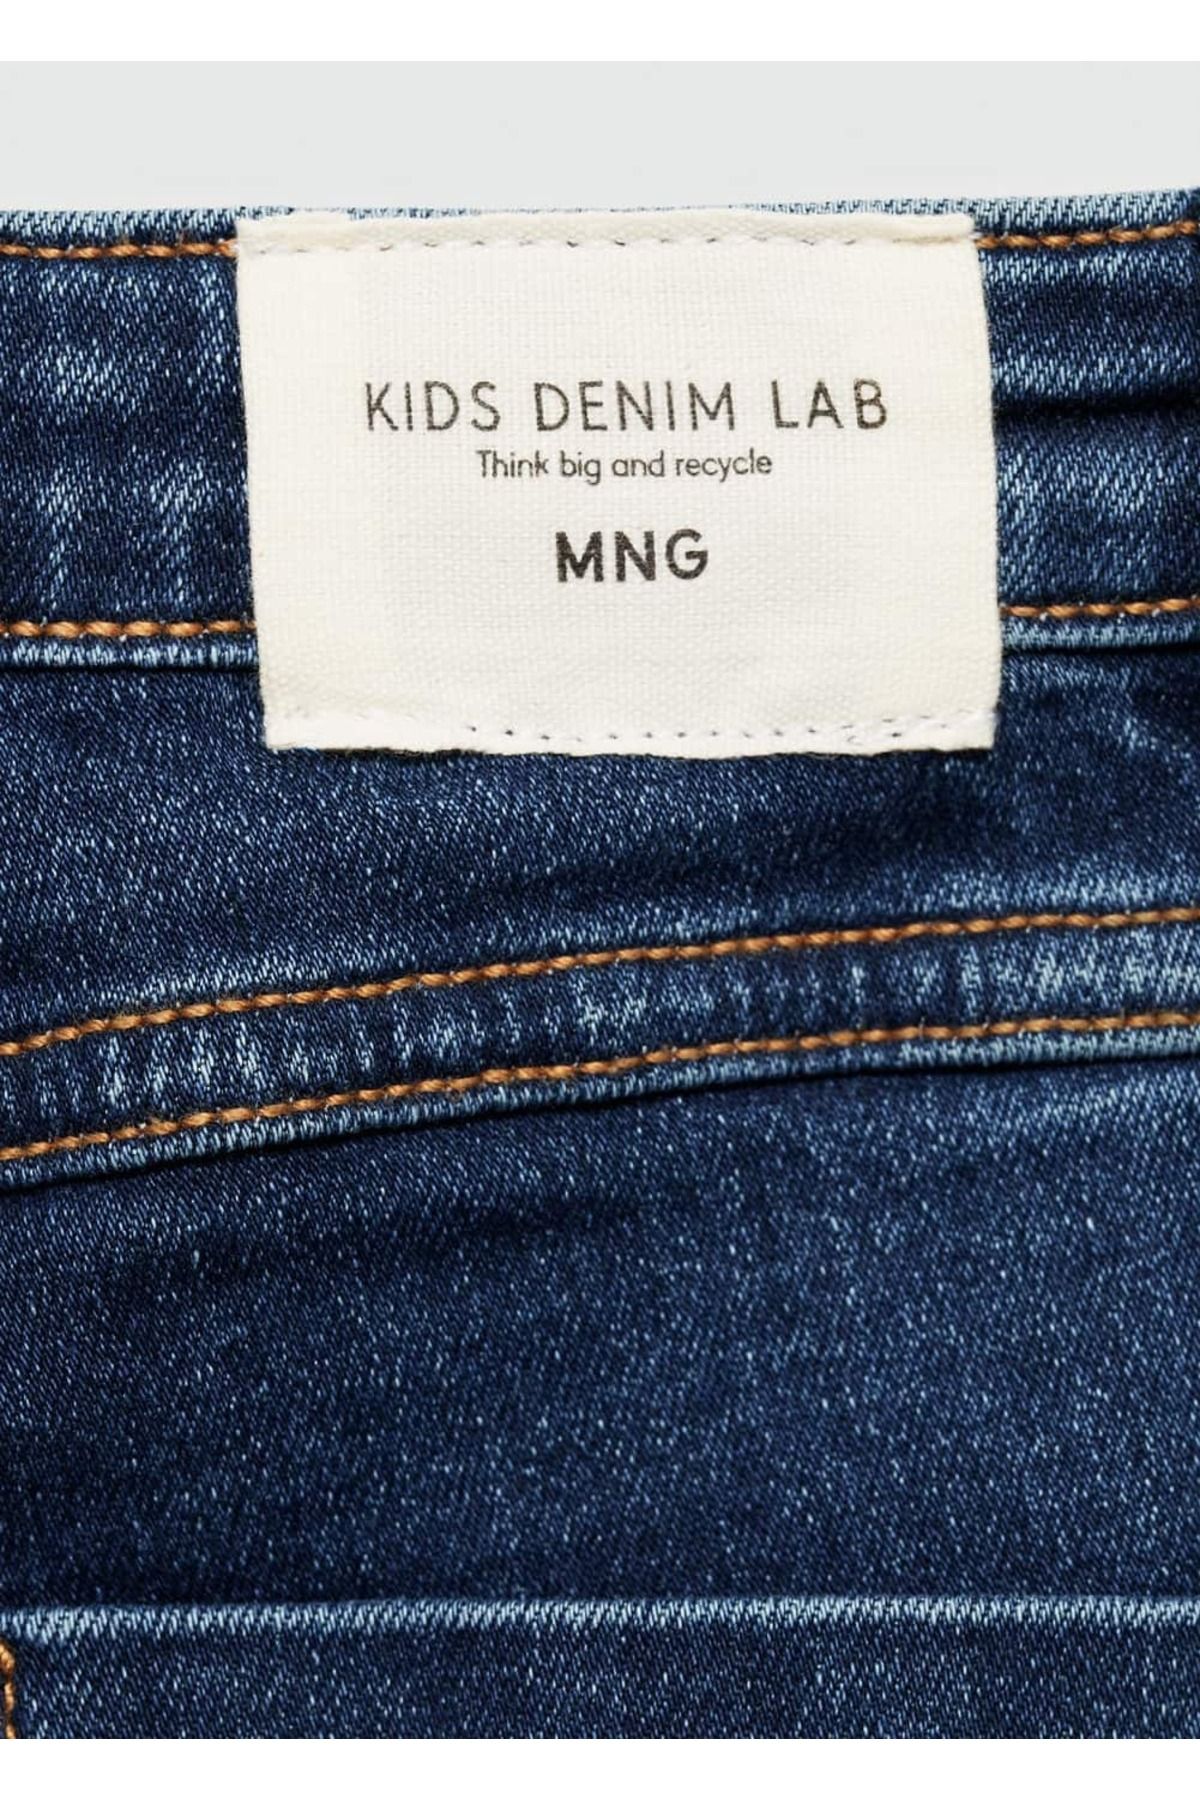 KIDS DENIM LAB
Think big and recycle
MNG